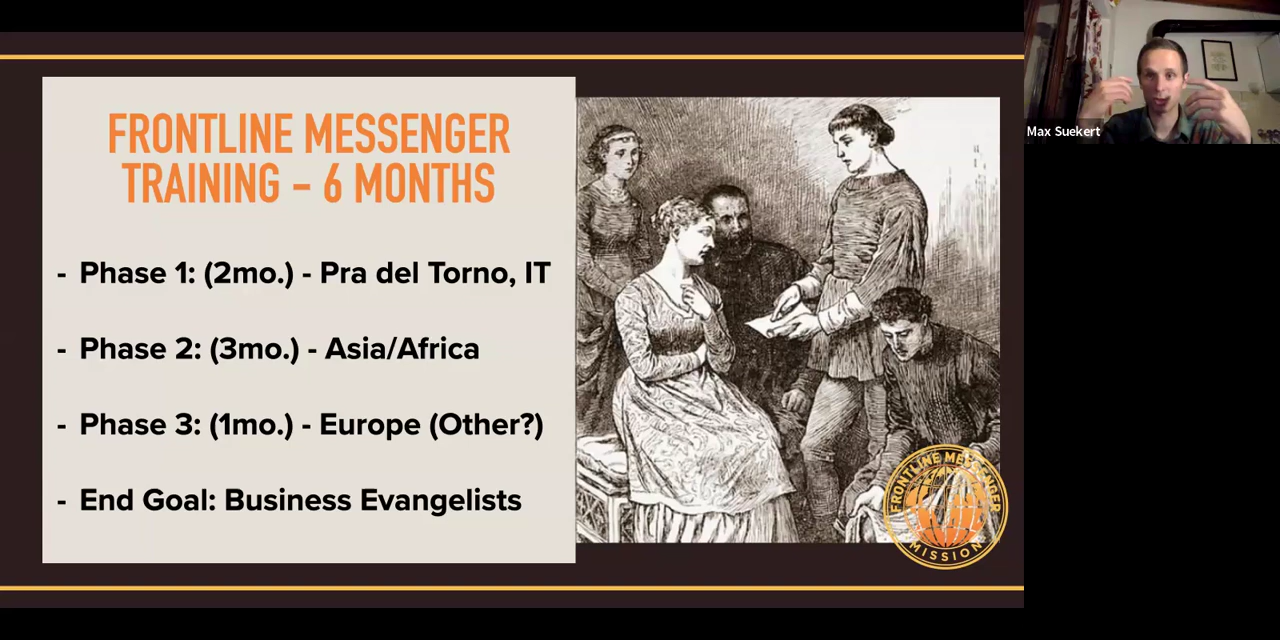 FRONTLINE MESSENGER
TRAINING - 6 MONTHS
- Phase 1: (2mo.) - Pra del Torno, IT
- Phase 2: (3mo.) - Asia/Africa
- Phase 3: (1mo.) - Europe (Other?)
- End Goal: Business Evangelists
FRONTLINE MESSENGER
MISSION
Max Suekert